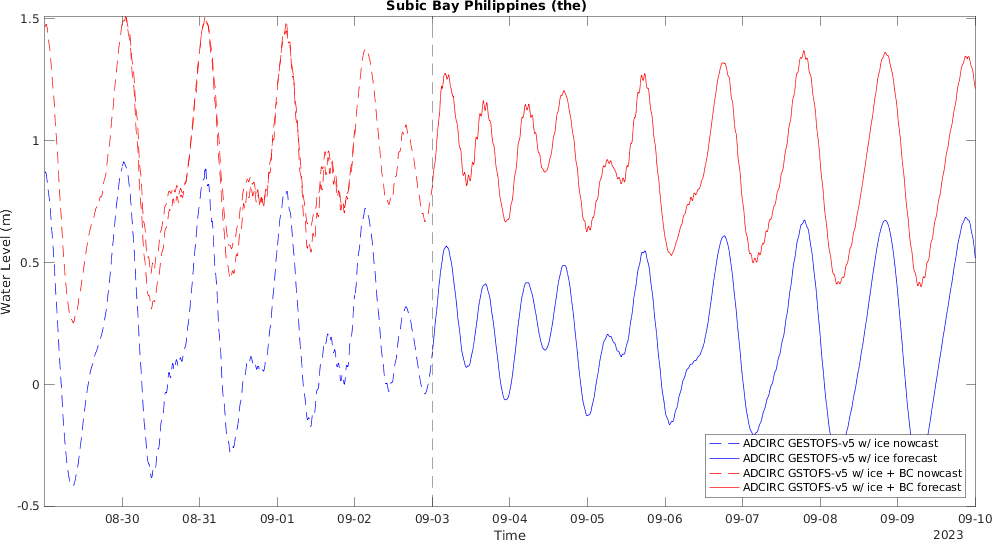 Subic Bay Philippines (the)
1.5
1
0.5
0
-0.5
Water Level (m)
ADCIRC GESTOFS-v5 w/ ice nowcast
ADCIRC GESTOFS-v5 w/ ice forecast
ADCIRC GSTOFS-v5 w/ ice + BC nowcast
ADCIRC GSTOFS-v5 w/ ice + BC forecast
08-30 08-31 09-01 09-02 09-03 09-04 09-05 09-06 09-07 09-08 09-09 09-10
Time
2023